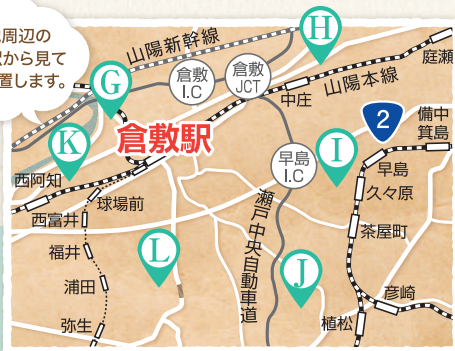 周辺の
駅から見て
置します。
山陽新幹線
H
庭瀬
G
倉敷
I.C
倉敷
JCT
中庄
山陽本線
2
備中
箕島
K
倉敷駅
I
早島
I.C
早島
久々原
西阿知
球場前
西富井
瀬戸中央自動車道
茶屋町
福井
L
J
浦田
彦崎
弥生
植松